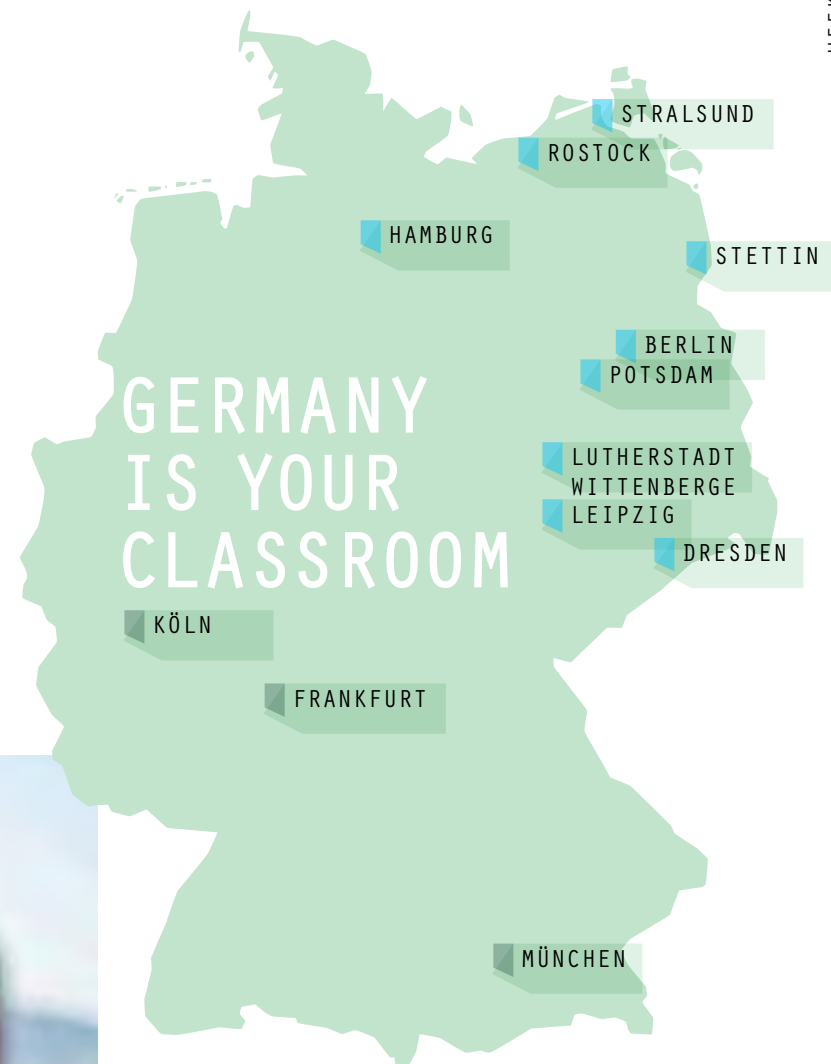 STRALSUND
ROSTOCK
HAMBURG
STETTIN
BERLIN
POTSDAM
GERMANY
IS YOUR
CLASSROOM
LUTHERSTADT
WITTENBERGE
LEIPZIG
DRESDEN
KÖLN
FRANKFURT
MÜNCHEN